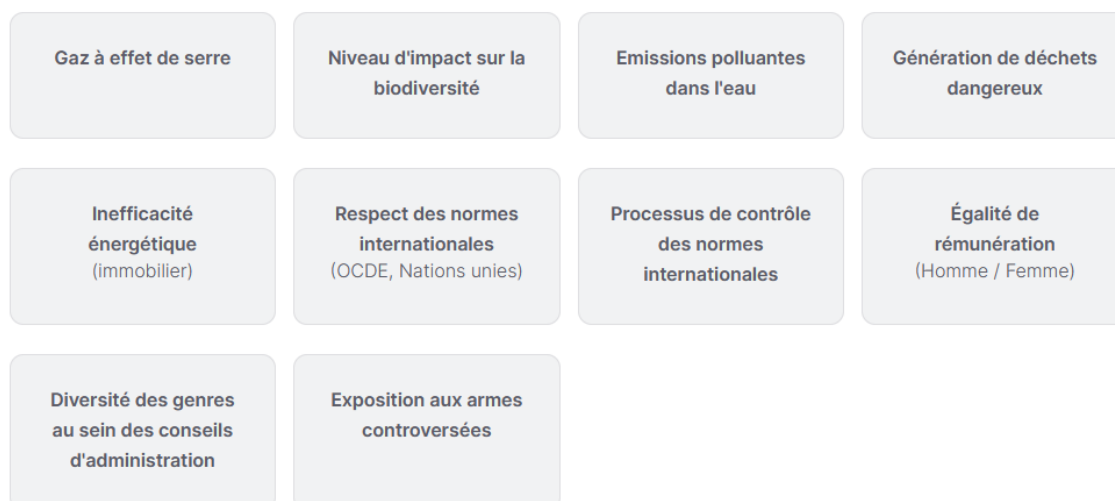 Gaz à effet de serre
Niveau d'impact sur la
biodiversité
Emissions polluantes
dans l'eau
Génération de déchets
dangereux
Inefficacité
énergétique
(immobilier)
Respect des normes
internationales
(OCDE, Nations unies)
Processus de contrôle
des normes
internationales
Égalité de
rémunération
(Homme / Femme)
Diversité des genres
au sein des conseils
d'administration
Exposition aux armes
controversées